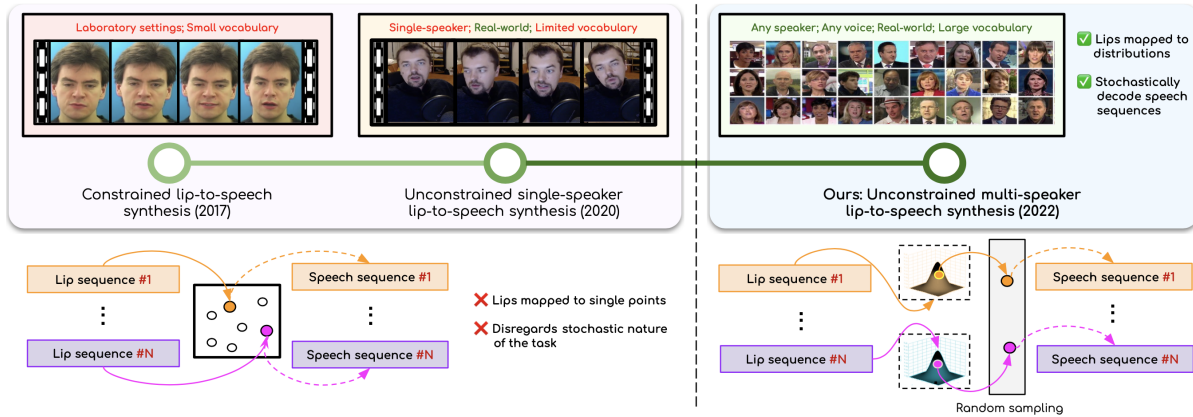 Laboratory settings; Small vocabulary
Single-speaker; Real-world; Limited vocabulary
Any speaker; Any voice; Real-world; Large vocabulary
✅ Lips mapped to
distributions
✅ Stochastically
decode speech
sequences
Constrained lip-to-speech
synthesis (2017)
Unconstrained single-speaker
lip-to-speech synthesis (2020)
Ours: Unconstrained multi-speaker
lip-to-speech synthesis (2022)
Lip sequence #1
Speech sequence #1
Lip sequence #N
Speech sequence #N
❌ Lips mapped to single points
❌ Disregards stochastic nature
of the task
Lip sequence #1
Speech sequence #1
Lip sequence #N
Speech sequence #N
Random sampling